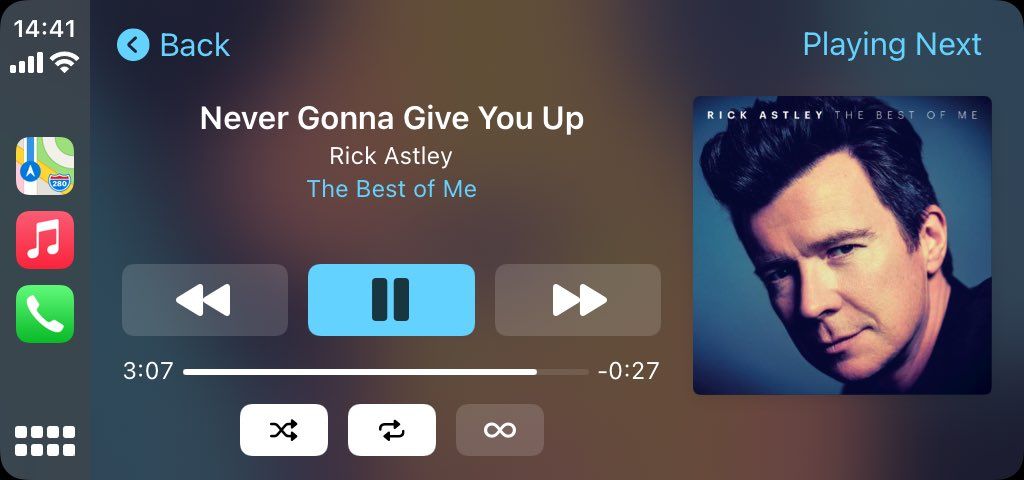 14:41
Back
Playing Next
Never Gonna Give You Up
Rick Astley
The Best of Me
RICK ASTLEY THE BEST OF ME
280
3:07
-0:27